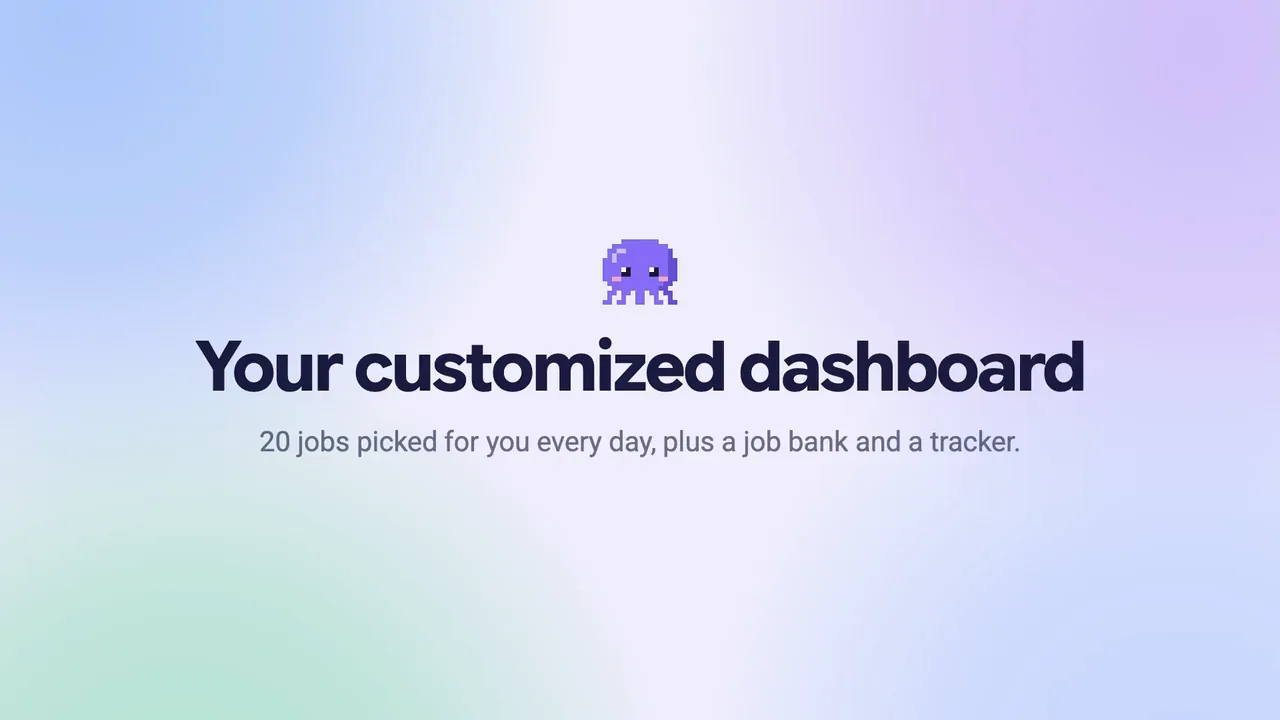 Your customized dashboard
20 jobs picked for you every day, plus a job bank and a tracker.